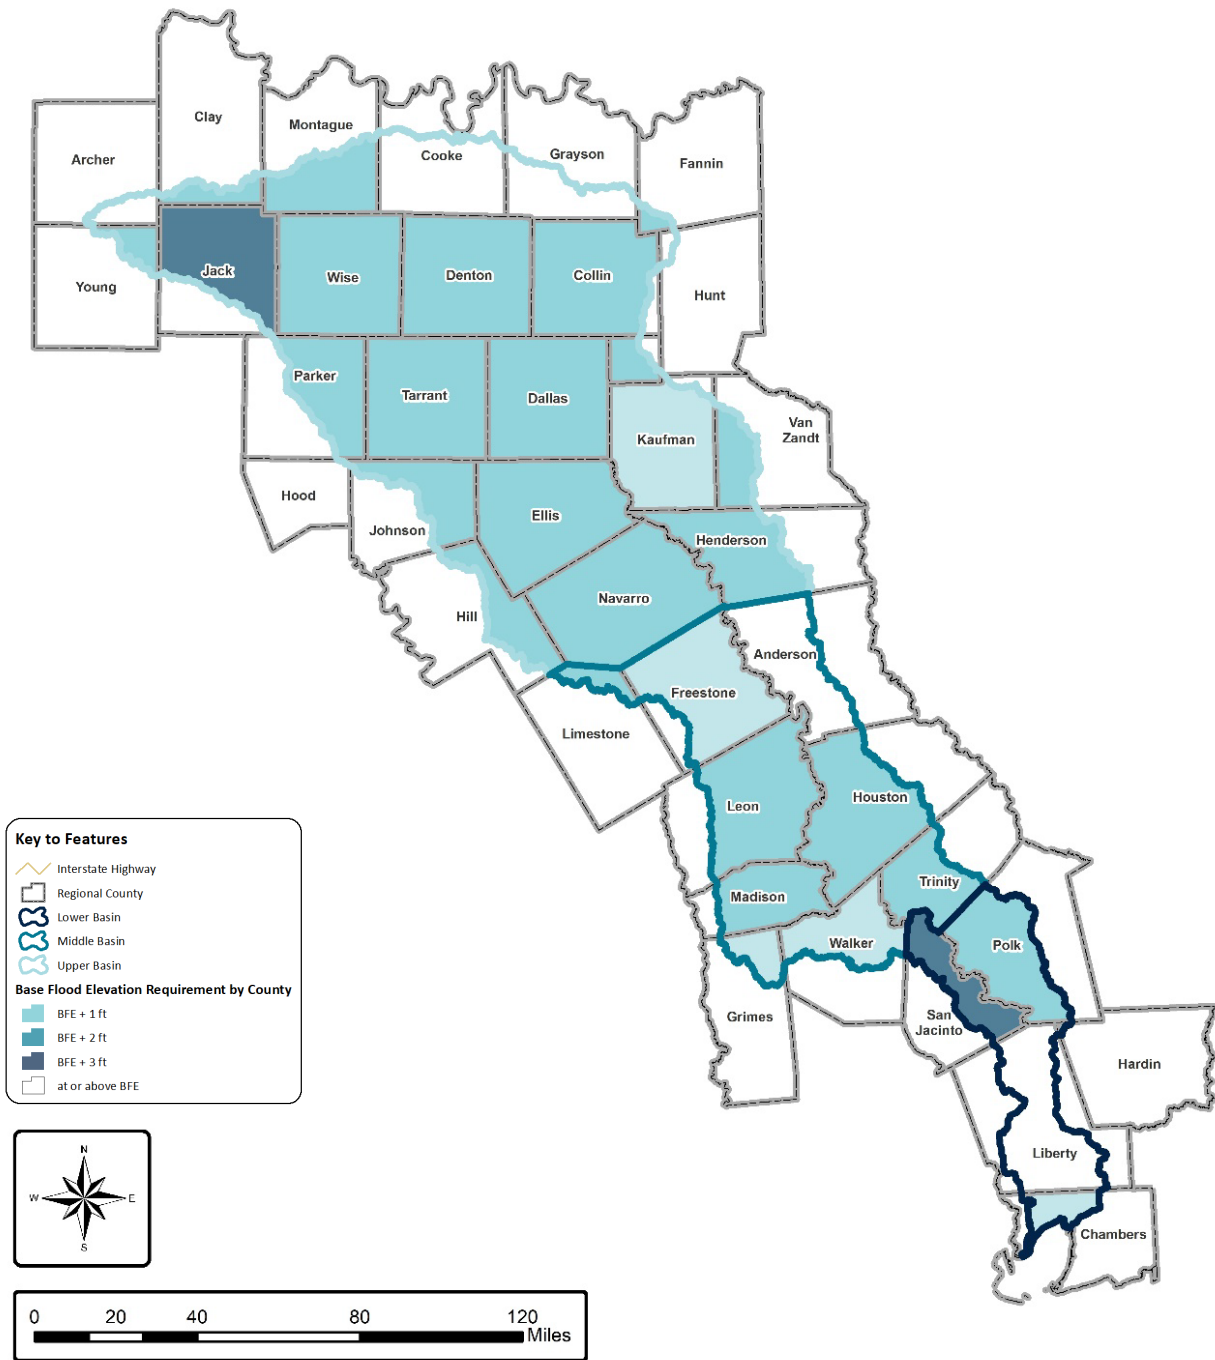 Clay
Montague
Archer
Cooke
Grayson
Fannin
Young
Jack
Wise
Denton
Collin
Hunt
Parker
Tarrant
Dallas
Kaufman
Van
Zandt
Hood
Johnson
Ellis
Henderson
Hill
Navarro
Anderson
Freestone
Limestone
Leon
Houston
Trinity
Madison
Walker
Polk
Grimes
San
Jacinto
Hardin
Liberty
Chambers
Key to Features
Interstate Highway
Regional County
Lower Basin
Middle Basin
Upper Basin
Base Flood Elevation Requirement by County
BFE + 1 ft
BFE + 2 ft
BFE + 3 ft
at or above BFE
N
W E
S
0 20 40 80 120
Miles